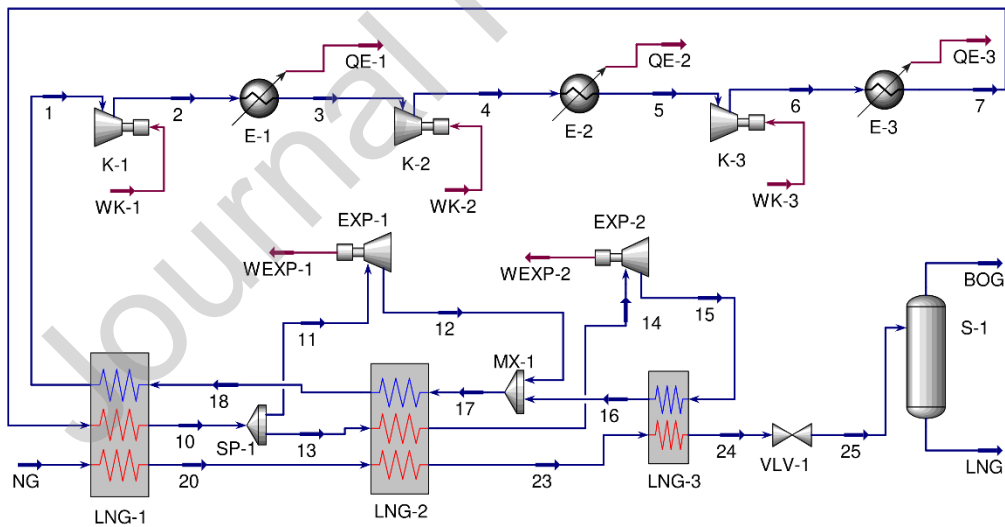 QE-1
QE-2
QE-3
1
2
3
4
5
6
7
K-1
E-1
K-2
E-2
K-3
E-3
WK-1
WK-2
WK-3
EXP-1
EXP-2
WEXP-1
WEXP-2
11
12
14
15
BOG
S-1
MX-1
18
17
16
10
SP-1
13
24
VLV-1
25
NG
20
23
LNG
LNG-1
LNG-2
LNG-3
Journal